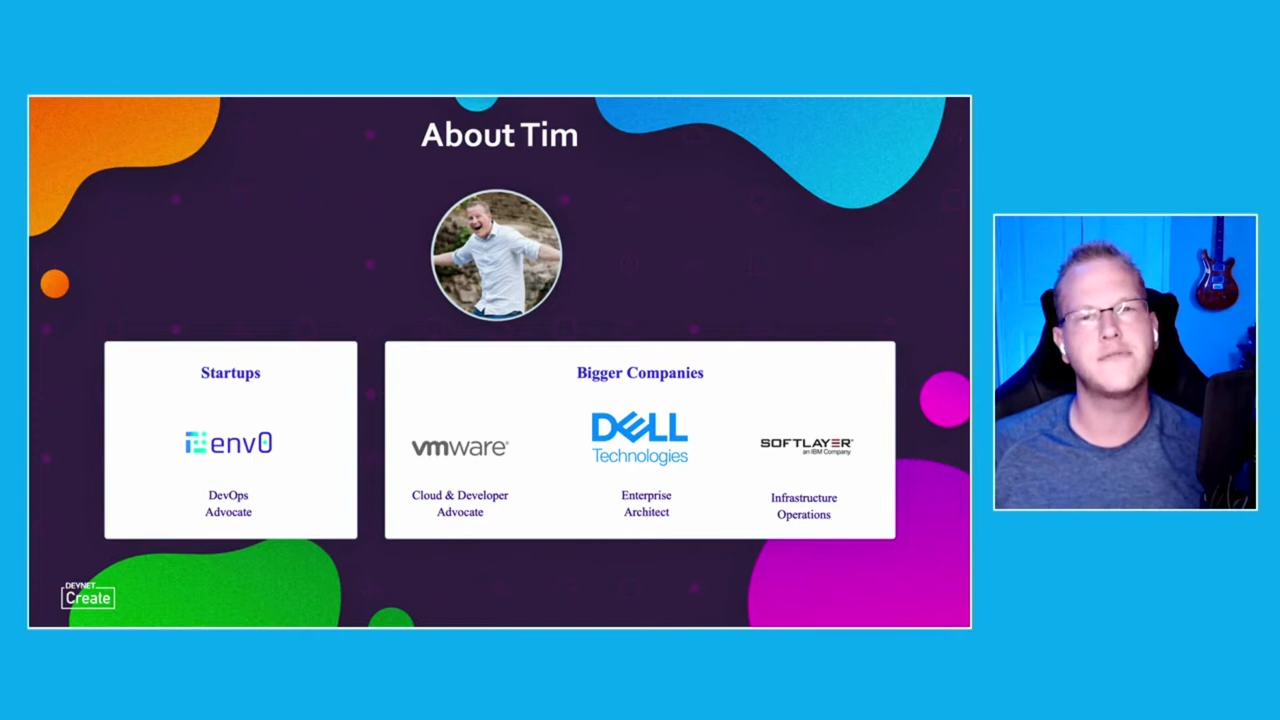 About Tim
Startups
env0
DevOps
Advocate
Bigger Companies
vmware®
Cloud & Developer
Advocate
DELL
Technologies
Enterprise
Architect
SOFTLAYER®
an IBM Company
Infrastructure
Operations
DEVNET
Create